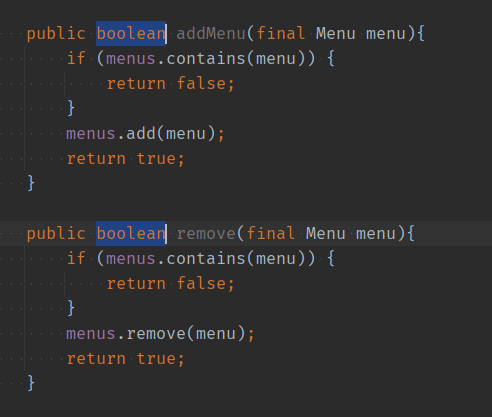 public boolean addMenu(final Menu menu){
if (menus.contains(menu)) {
return false;
}
menus.add(menu);
return true;
}
public boolean remove(final Menu menu){
if (menus.contains(menu)) {
return false;
}
menus.remove(menu);
return true;
}